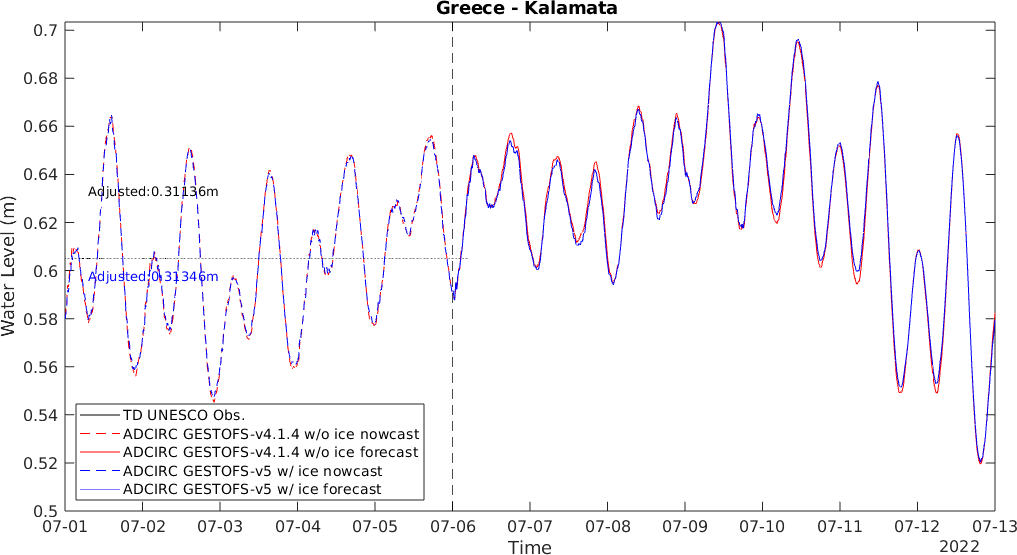 Greece - Kalamata
Water Level (m)
0.7
0.68
0.66
0.64
0.62
0.6
0.58
0.56
0.54
0.52
0.5
Adjusted:0.31136m
Adjusted:0.31346m
TD UNESCO Obs.
ADCIRC GESTOFS-v4.1.4 w/o ice nowcast
ADCIRC GESTOFS-v4.1.4 w/o ice forecast
ADCIRC GESTOFS-v5 w/ ice nowcast
ADCIRC GESTOFS-v5 w/ ice forecast
07-01 07-02 07-03 07-04 07-05 07-06 07-07 07-08 07-09 07-10 07-11 07-12 07-13
Time
2022